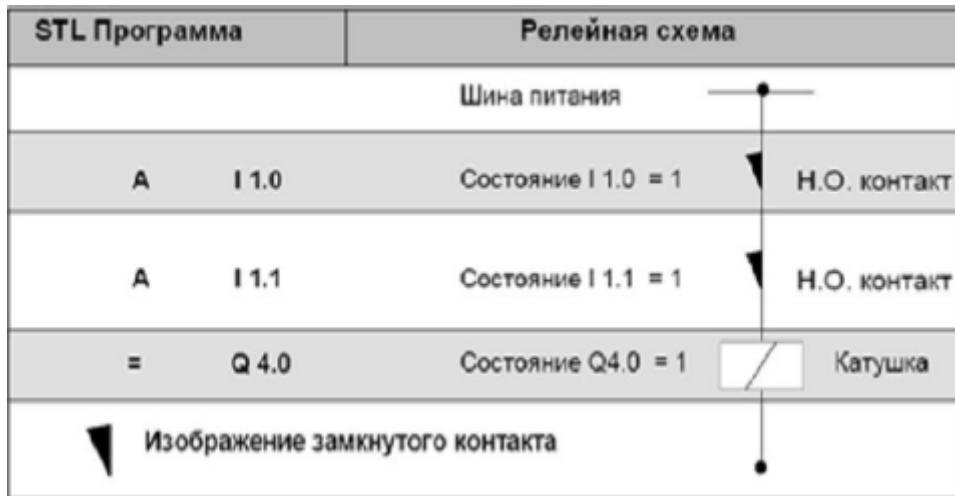 STL Программа Релейная схема
Шина питания
A I 1.0 Состояние I 1.0 = 1 Н.О. контакт
A I 1.1 Состояние I 1.1 = 1 Н.О. контакт
= Q 4.0 Состояние Q4.0 = 1 Катушка
Изображение замкнутого контакта